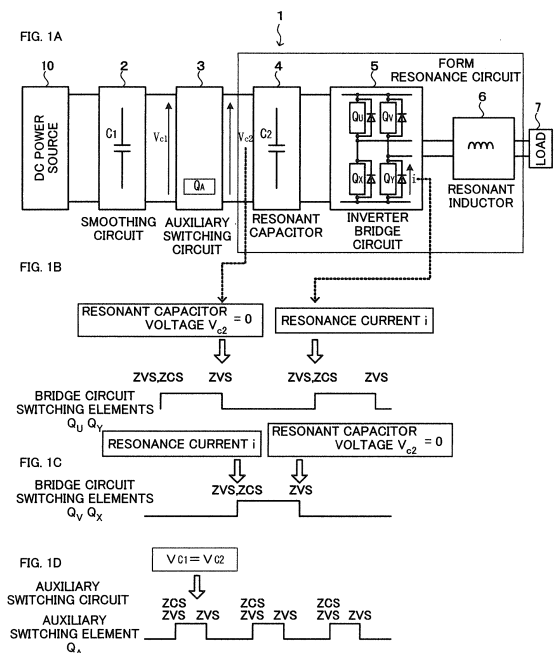 1
FIG. 1A
FORM
RESONANCE CIRCUIT
10
2
3
4
5
6
7
DC POWER
SOURCE
C1
Vc1
QA
Vc2
C2
QU
QV
QX
QY
i
LOAD
SMOOTHING
CIRCUIT
AUXILIARY
SWITCHING
CIRCUIT
RESONANT
CAPACITOR
INVERTER
BRIDGE
CIRCUIT
RESONANT
INDUCTOR
FIG. 1B
RESONANT CAPACITOR
VOLTAGE Vc2 = 0
RESONANCE CURRENT i
ZVS,ZCS ZVS ZVS,ZCS ZVS
BRIDGE CIRCUIT
SWITCHING ELEMENTS
QU QY
RESONANCE CURRENT i
RESONANT CAPACITOR
VOLTAGE Vc2 = 0
FIG. 1C
BRIDGE CIRCUIT
SWITCHING ELEMENTS
QV QX
ZVS,ZCS ZVS
FIG. 1D
VC1=VC2
AUXILIARY
SWITCHING CIRCUIT
AUXILIARY
SWITCHING ELEMENT
QA
ZCS ZCS ZCS
ZVS ZVS ZVS ZVS ZVS ZVS